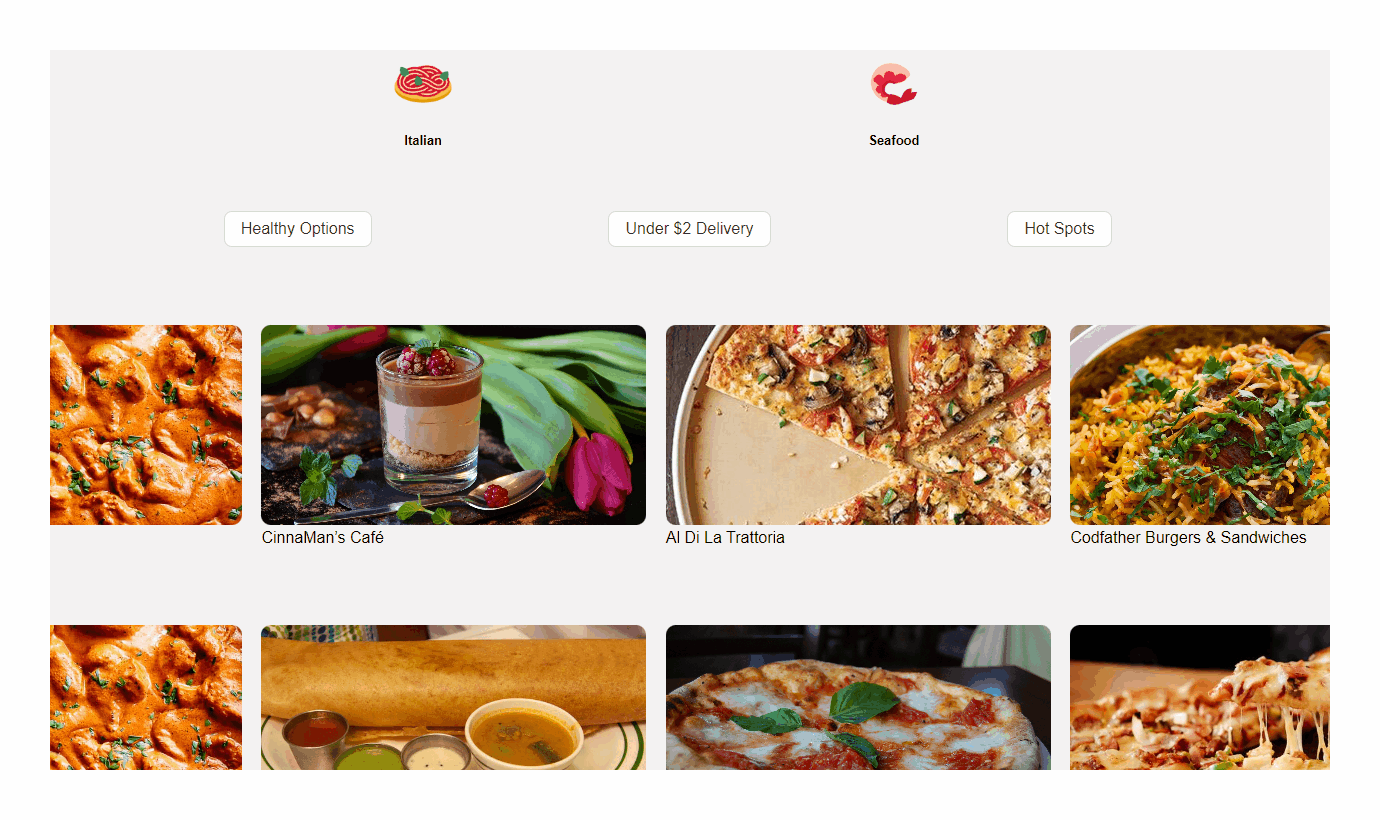 Italian
Seafood
Healthy Options
Under $2 Delivery
Hot Spots
CinnaMan’s Café
Al Di La Trattoria
Codfather Burgers & Sandwiches